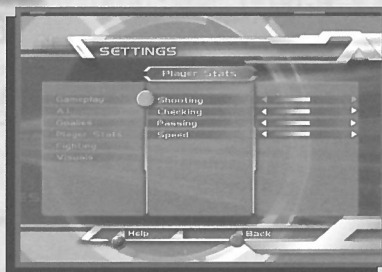 SETTINGS
Player Stats
Gameplay
A.I.
Goalies
Player Stats
Fighting
Visuals
Shooting
Checking
Passing
Speed
Help
Back